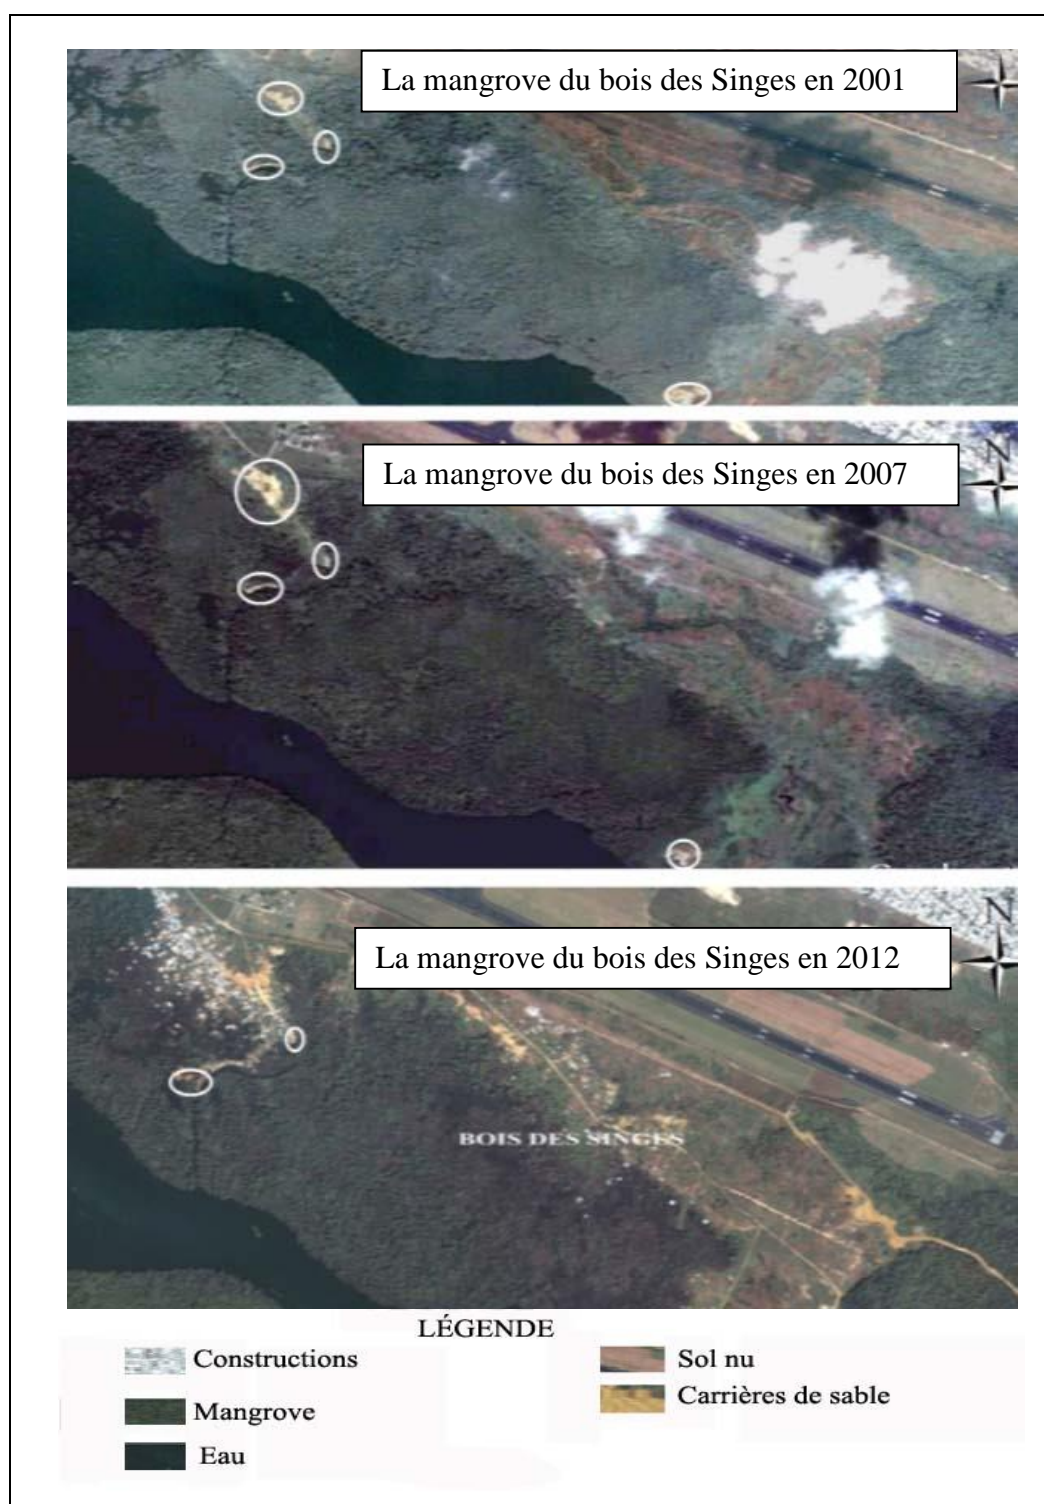 La mangrove du bois des Singes en 2001
La mangrove du bois des Singes en 2007
N
La mangrove du bois des Singes en 2012
N
BOIS DES SINGES
LÉGENDE
Constructions
Sol nu
Mangrove
Carrières de sable
Eau